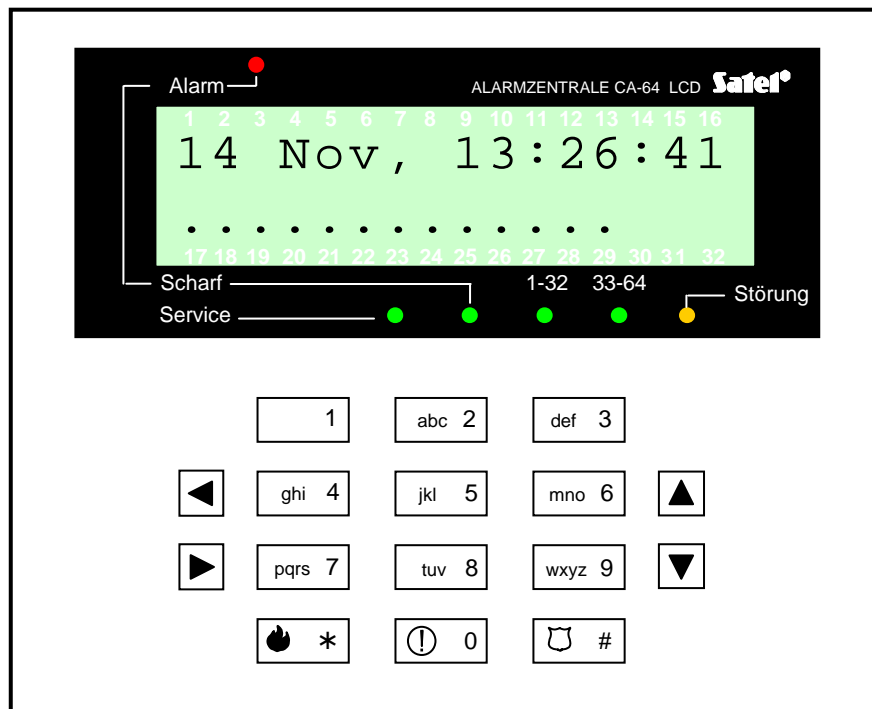 Alarm
ALARMZENTRALE CA-64 LCD Satel
1 2 3 4 5 6 7 8 9 10 11 12 13 14 15 16
14 Nov, 13:26:41
. . . . . . . . . . . . .
17 18 19 20 21 22 23 24 25 26 27 28 29 30 31 32
Scharf 1-32 33-64
Störung
Service
1 abc 2 def 3
ghi 4 jkl 5 mno 6
pqrs 7 tuv 8 wxyz 9
* ! 0 #